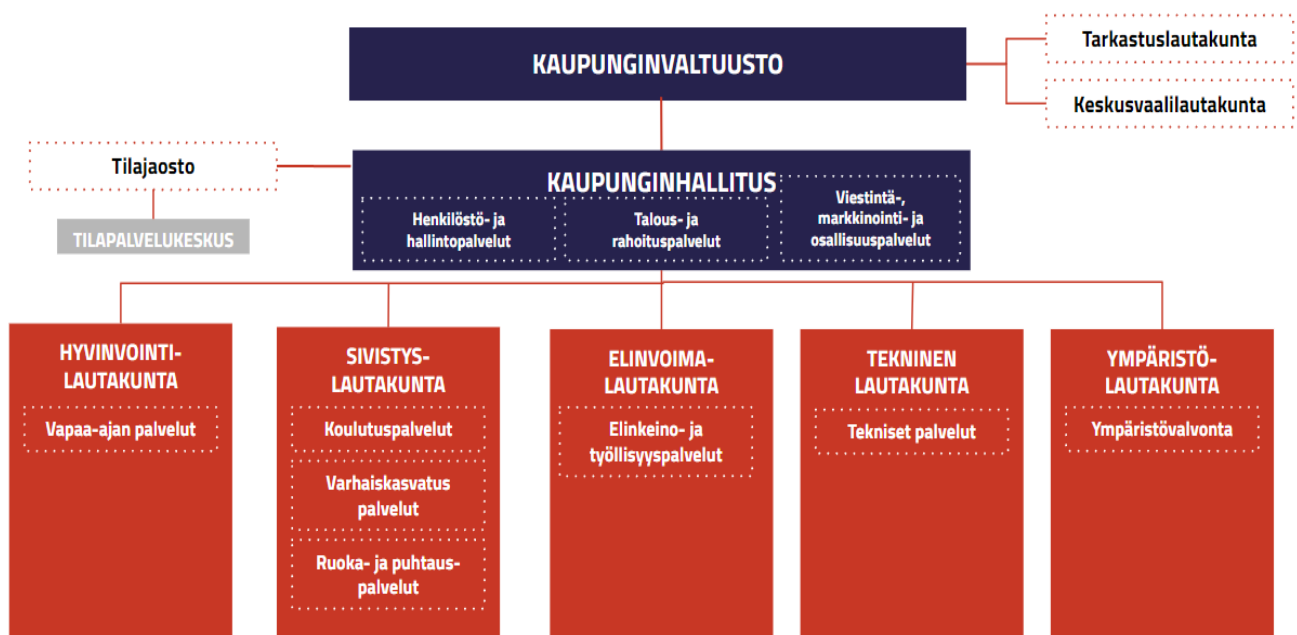 KAUPUNGINVALTUUSTO
Tarkastuslautakunta
Keskusvaalilautakunta
Tilajaosto
TILAPALVELUKESKUS
KAUPUNGINHALLITUS
Henkilöstö- ja
hallintopalvelut
Talous- ja
rahoituspalvelut
Viestintä-,
markkinointi- ja
osallisuuspalvelut
HYVINVOINTI-
LAUTAKUNTA
Vapaa-ajan palvelut
SIVISTYS-
LAUTAKUNTA
Koulutuspalvelut
Varhaiskasvatus
palvelut
Ruoka- ja puhtaus-
palvelut
ELINVOIMA-
LAUTAKUNTA
Elinkeino- ja
työllisyyspalvelut
TEKNINEN
LAUTAKUNTA
Tekniset palvelut
YMPÄRISTÖ-
LAUTAKUNTA
Ympäristövalvonta